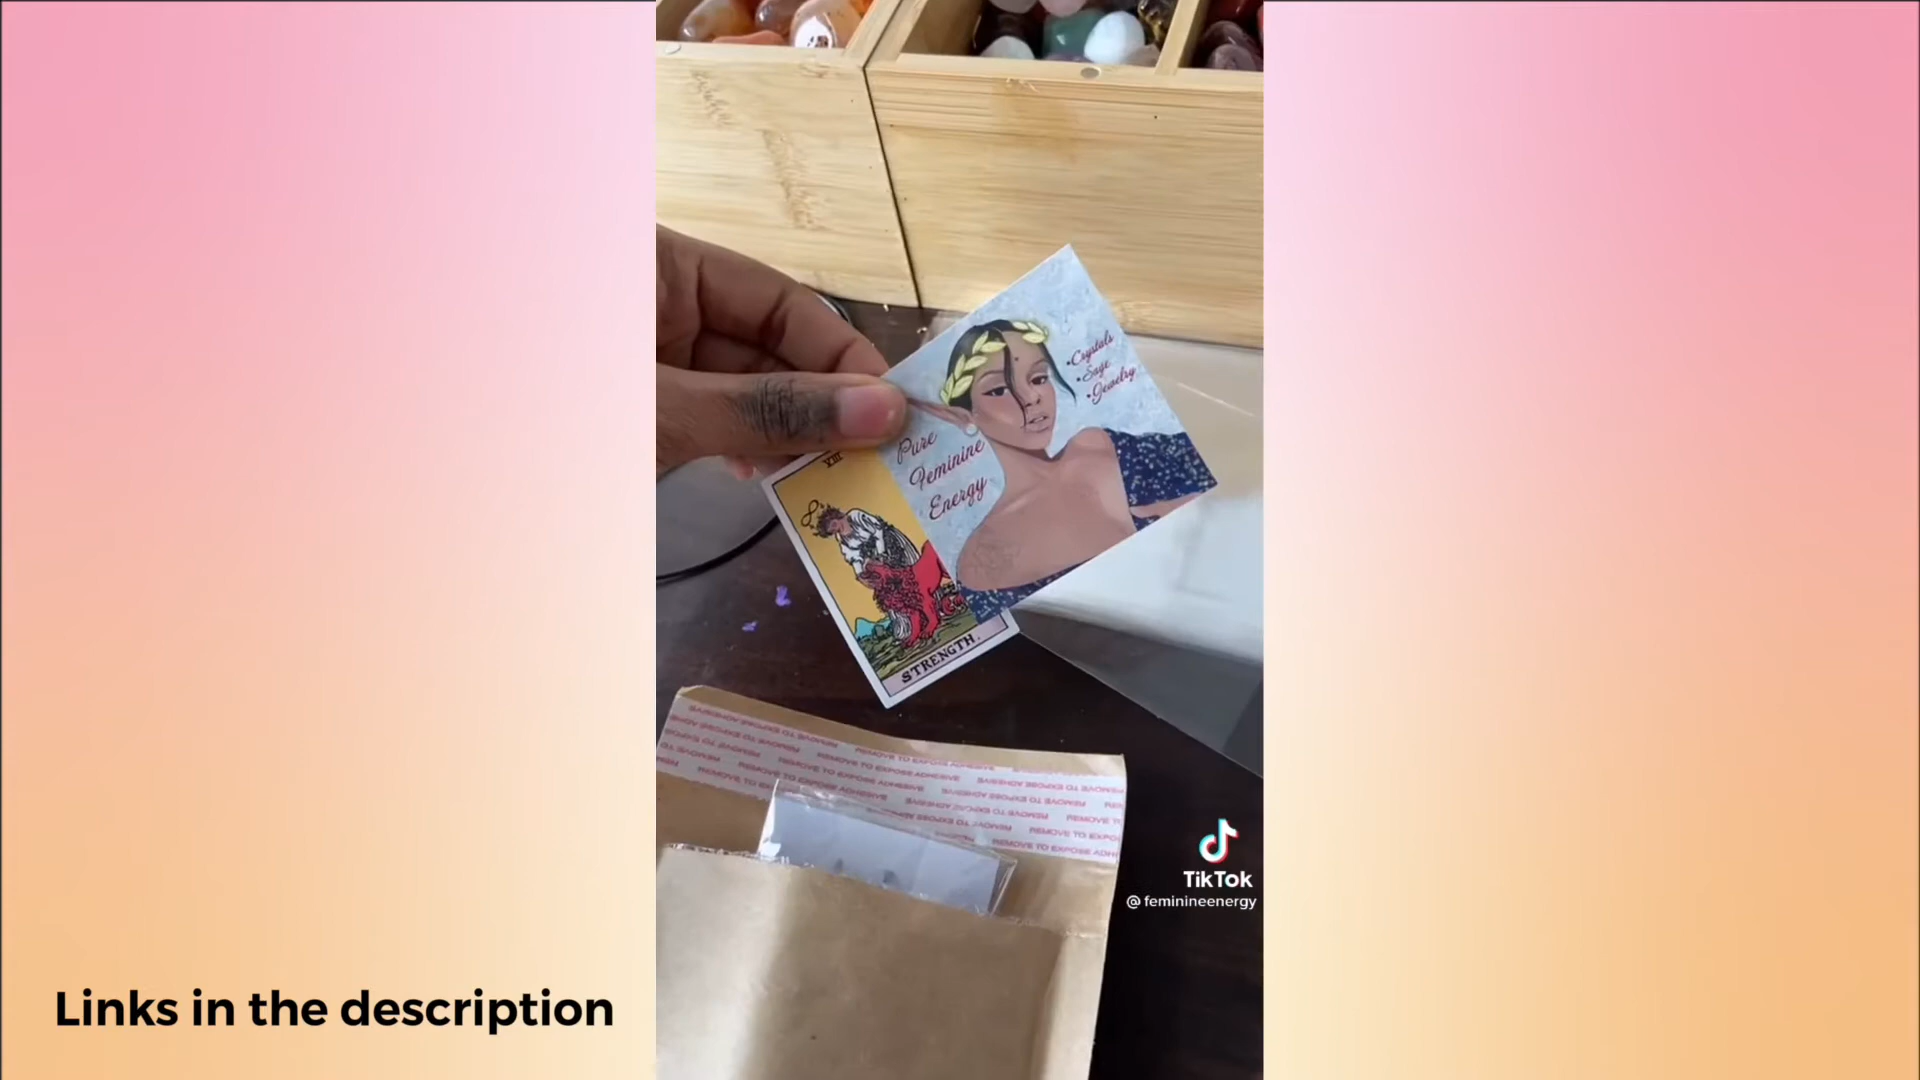 • Crystals
• Sage
• Jewelry
Pure
Feminine
Energy
VIII
STRENGTH.
REMOVE TO EXPOSE ADHESIVE
TikTok
@feminineenergy
Links in the description